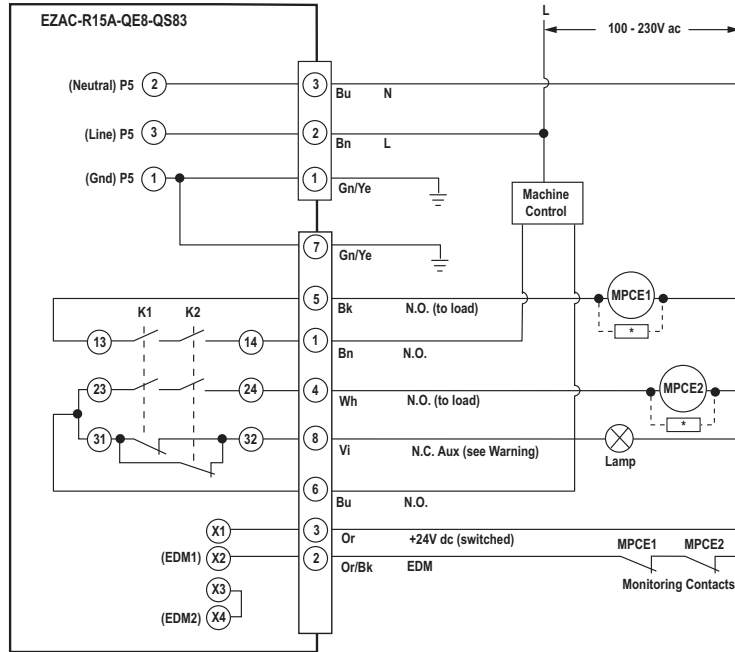 L
EZAC-R15A-QE8-QS83
100 - 230V ac
(Neutral) P5 2 3 Bu N
(Line) P5 3 2 Bn L
(Gnd) P5 1 1 Gn/Ye
Machine
Control
7 Gn/Ye
5 Bk N.O. (to load) MPCE1
*
K1 K2
13 14 1 Bn N.O.
23 24 4 Wh N.O. (to load) MPCE2
*
31 32 8 Vi N.C. Aux (see Warning)
Lamp
6 Bu N.O.
X1 3 Or +24V dc (switched)
MPCE1 MPCE2
(EDM1) X2 2 Or/Bk EDM
Monitoring Contacts
X3
(EDM2) X4